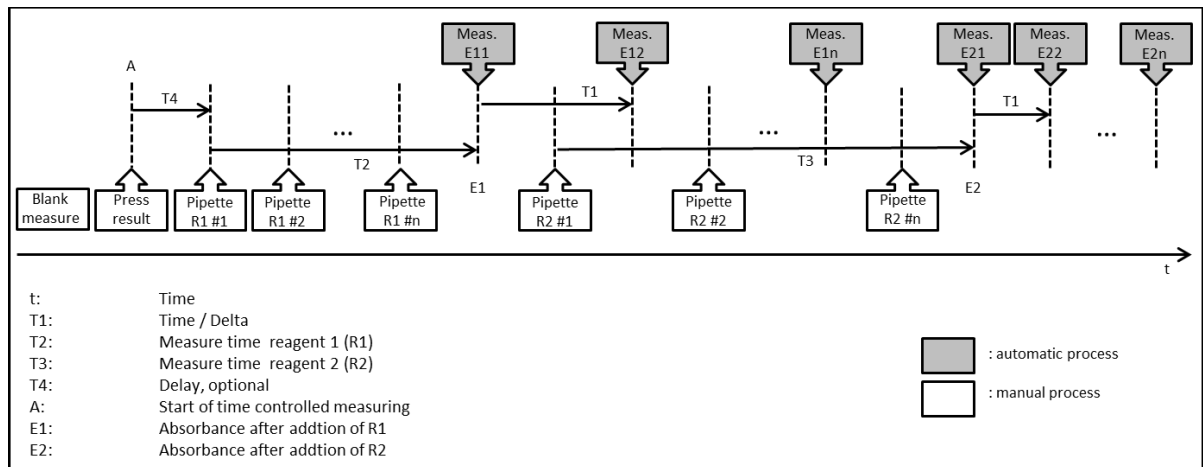 Meas.
E11
Meas.
E12
Meas.
E1n
Meas.
E21
Meas.
E22
Meas.
E2n
A
T4
T1
T1
...
...
...
T2
T3
E1
E2
Blank
measure
Press
result
Pipette
R1 #1
Pipette
R1 #2
Pipette
R1 #n
Pipette
R2 #1
Pipette
R2 #2
Pipette
R2 #n
t
t: Time
T1: Time / Delta
T2: Measure time reagent 1 (R1)
T3: Measure time reagent 2 (R2)
T4: Delay, optional
A: Start of time controlled measuring
E1: Absorbance after addtion of R1
E2: Absorbance after addtion of R2
: automatic process
: manual process